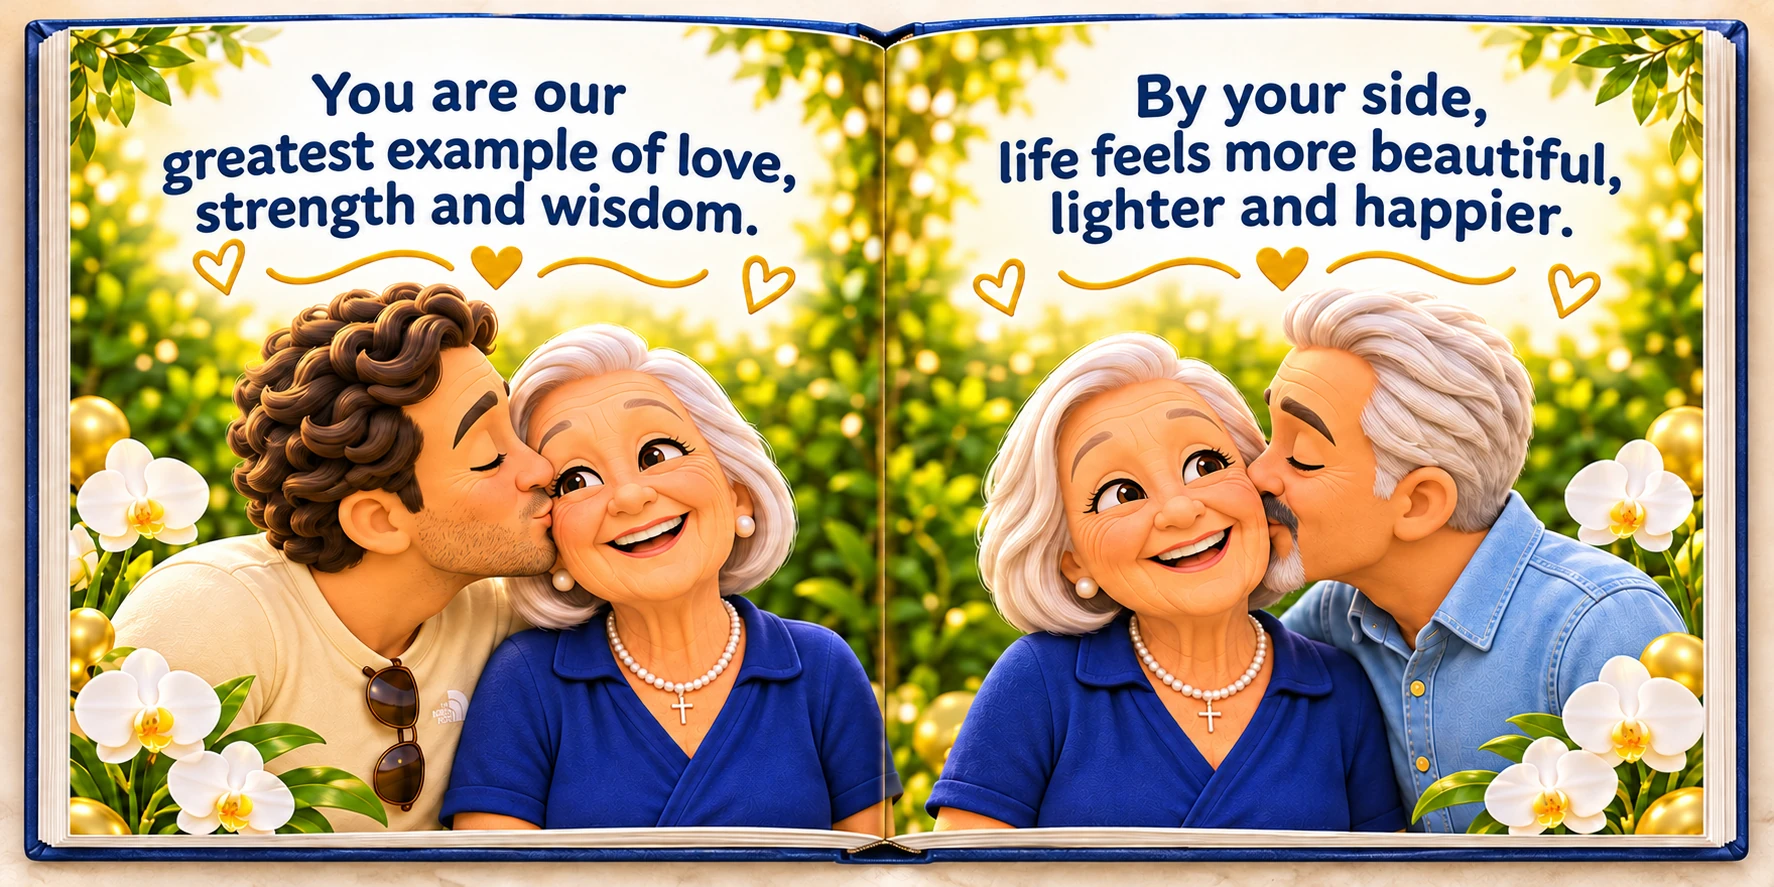 You are our
greatest example of love,
strength and wisdom.
By your side,
life feels more beautiful,
lighter and happier.